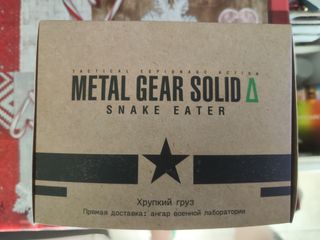 TACTICAL ESPIONAGE ACTION
METAL GEAR SOLID Δ
SNAKE EATER
Хрупкий груз
Прямая доставка: ангар военной лаборатории